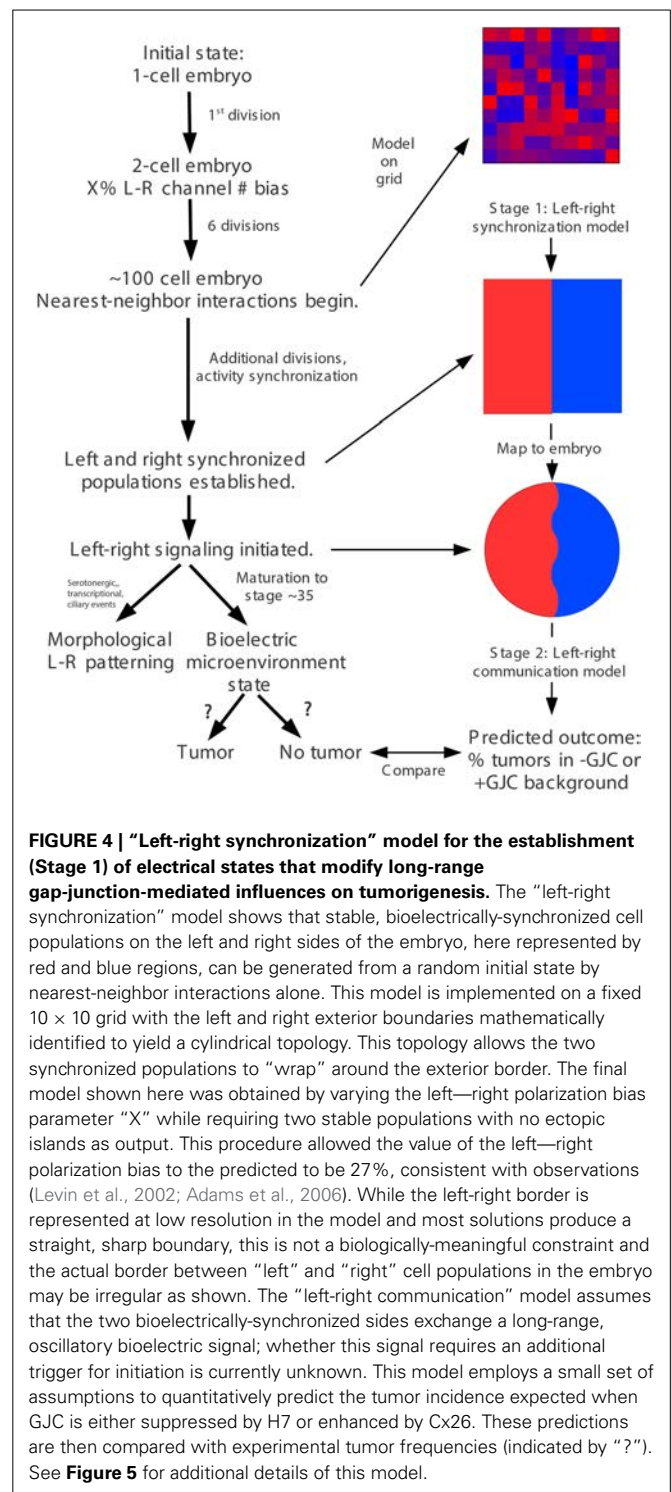 Initial state:
1-cell embryo
1st division
2-cell embryo
X% L-R channel # bias
6 divisions
~100 cell embryo
Nearest-neighbor interactions begin.
Model
on
grid
Additional divisions,
activity synchronization
Left and right synchronized
populations established.
Left-right signaling initiated.
Serotonergic,
transcriptional,
ciliary events
Maturation to
stage ~35
Morphological
L-R patterning
Bioelectric
microenvironment
state
?
?
Tumor
No tumor
Compare
Stage 1: Left-right
synchronization model
Map to embryo
Stage 2: Left-right
communication model
Predicted outcome:
% tumors in -GJC or
+GJC background
FIGURE 4 | "Left-right synchronization" model for the establishment
(Stage 1) of electrical states that modify long-range
gap-junction-mediated influences on tumorigenesis. The "left-right
synchronization" model shows that stable, bioelectrically-synchronized cell
populations on the left and right sides of the embryo, here represented by
red and blue regions, can be generated from a random initial state by
nearest-neighbor interactions alone. This model is implemented on a fixed
10 × 10 grid with the left and right exterior boundaries mathematically
identified to yield a cylindrical topology. This topology allows the two
synchronized populations to "wrap" around the exterior border. The final
model shown here was obtained by varying the left—right polarization bias
parameter "X" while requiring two stable populations with no ectopic
islands as output. This procedure allowed the value of the left—right
polarization bias to the predicted to be 27%, consistent with observations
(Levin et al., 2002; Adams et al., 2006). While the left-right border is
represented at low resolution in the model and most solutions produce a
straight, sharp boundary, this is not a biologically-meaningful constraint and
the actual border between "left" and "right" cell populations in the embryo
may be irregular as shown. The "left-right communication" model assumes
that the two bioelectrically-synchronized sides exchange a long-range,
oscillatory bioelectric signal; whether this signal requires an additional
trigger for initiation is currently unknown. This model employs a small set of
assumptions to quantitatively predict the tumor incidence expected when
GJC is either suppressed by H7 or enhanced by Cx26. These predictions
are then compared with experimental tumor frequencies (indicated by "?").
See Figure 5 for additional details of this model.